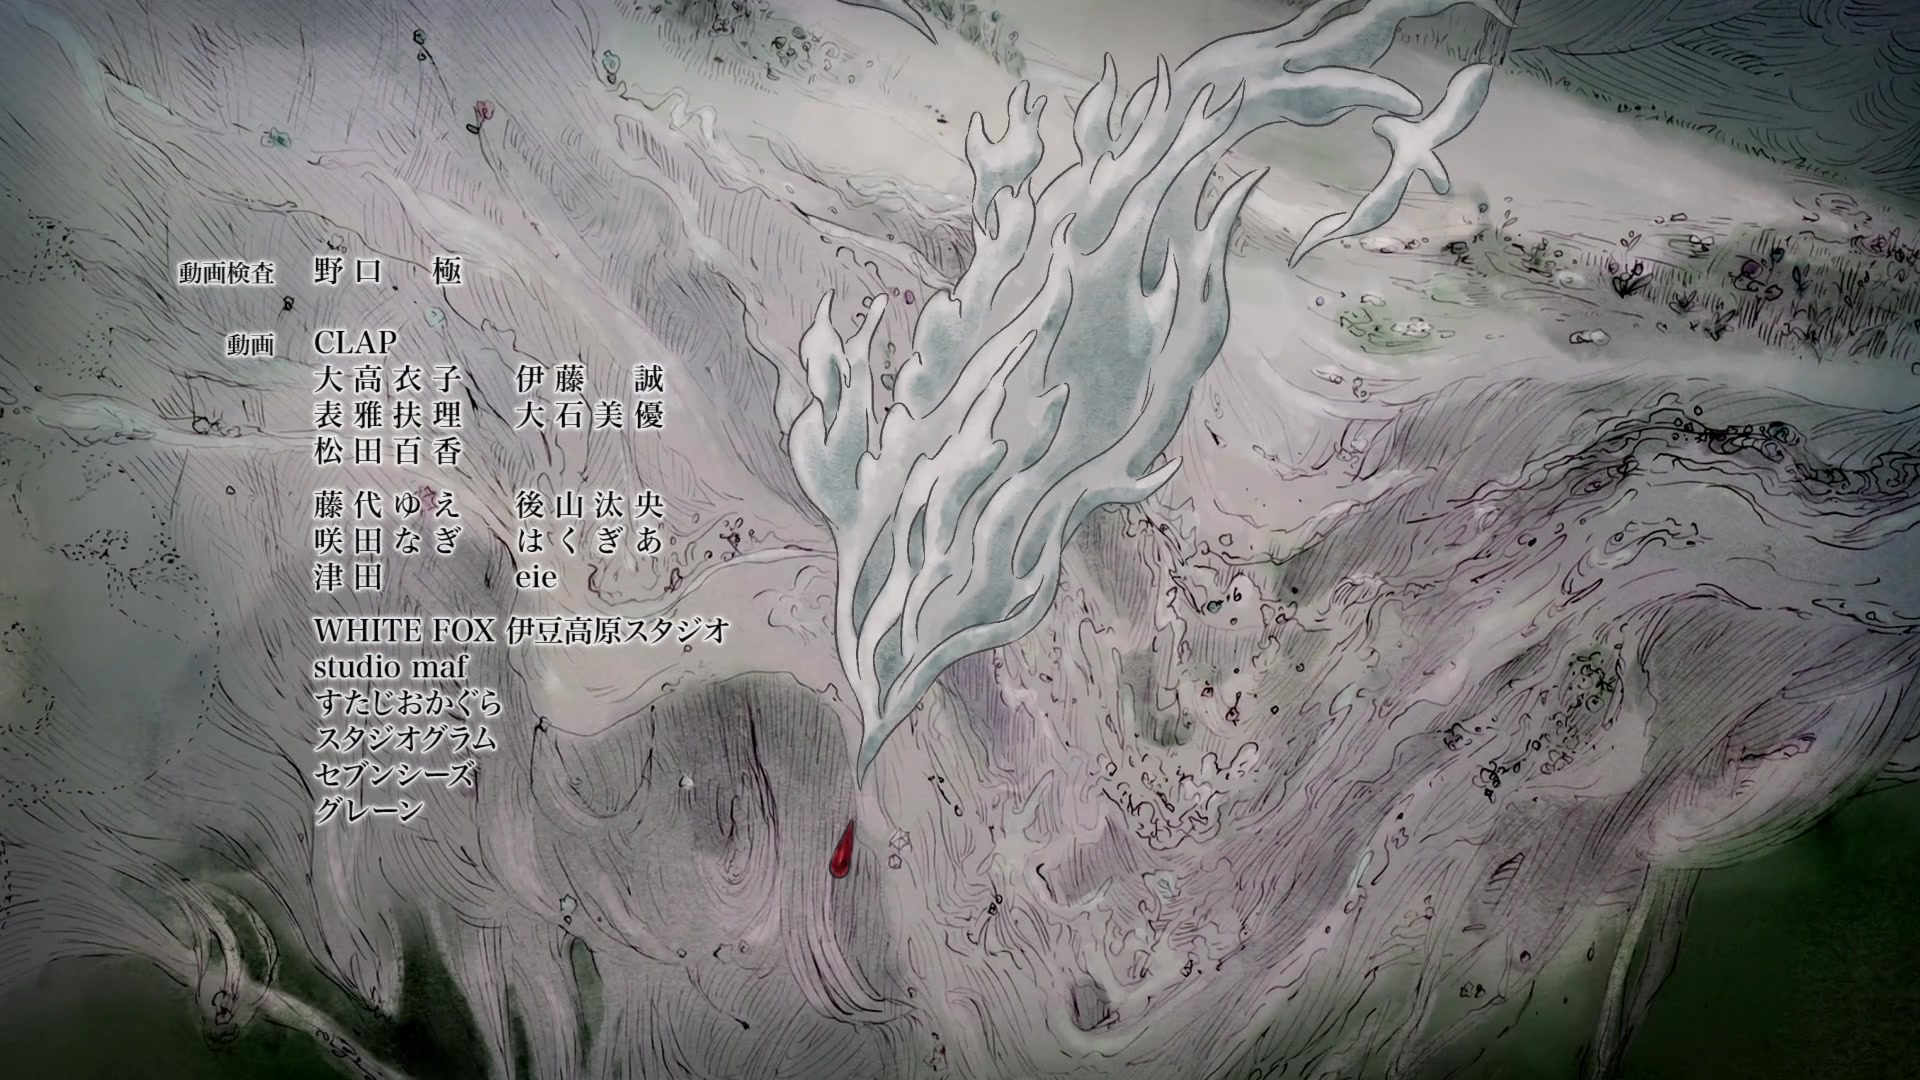 動画検査 野口 極
動画 CLAP
大高衣子 伊藤 誠
表雅扶理 大石美優
松田百香
藤代ゆえ 後山汰央
咲田なぎ はくぎあ
津田 eie
WHITE FOX 伊豆高原スタジオ
studio maf
すたじおかぐら
スタジオグラム
セブンシーズ
グレーン